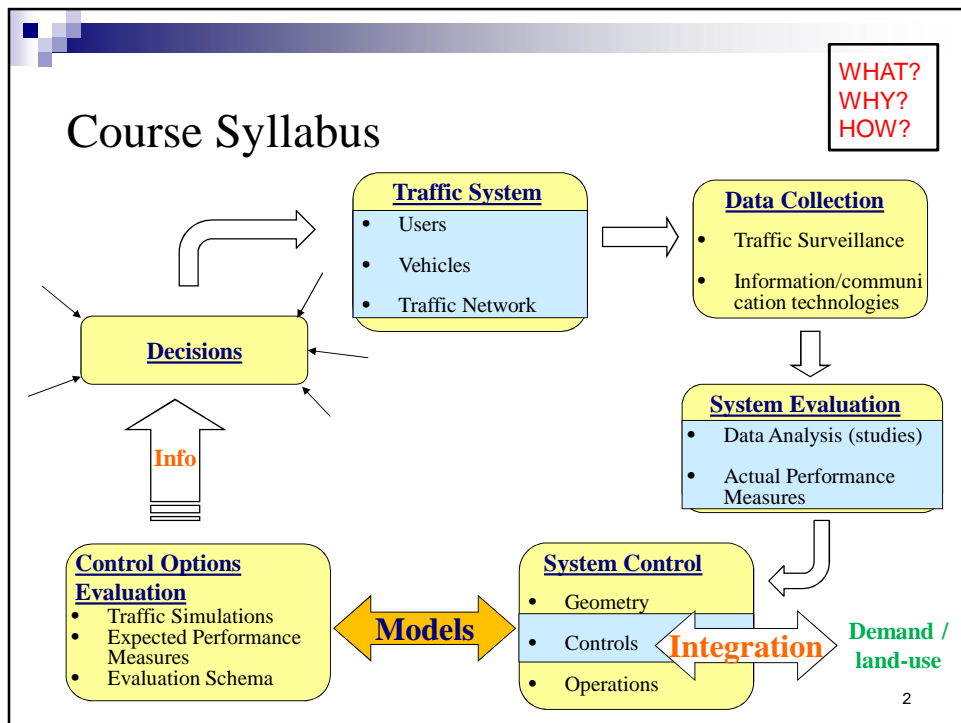 WHAT?
WHY?
HOW?
Course Syllabus
Traffic System
• Users
• Vehicles
• Traffic Network
Data Collection
• Traffic Surveillance
• Information/communi
cation technologies
Decisions
System Evaluation
• Data Analysis (studies)
• Actual Performance
Measures
Info
Control Options
Evaluation
• Traffic Simulations
• Expected Performance
Measures
• Evaluation Schema
Models
System Control
• Geometry
• Controls
• Operations
Integration
Demand /
land-use
2